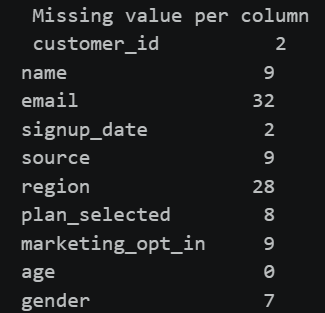 Missing value per column
customer_id 2
name 9
email 32
signup_date 2
source 9
region 28
plan_selected 8
marketing_opt_in 9
age 0
gender 7